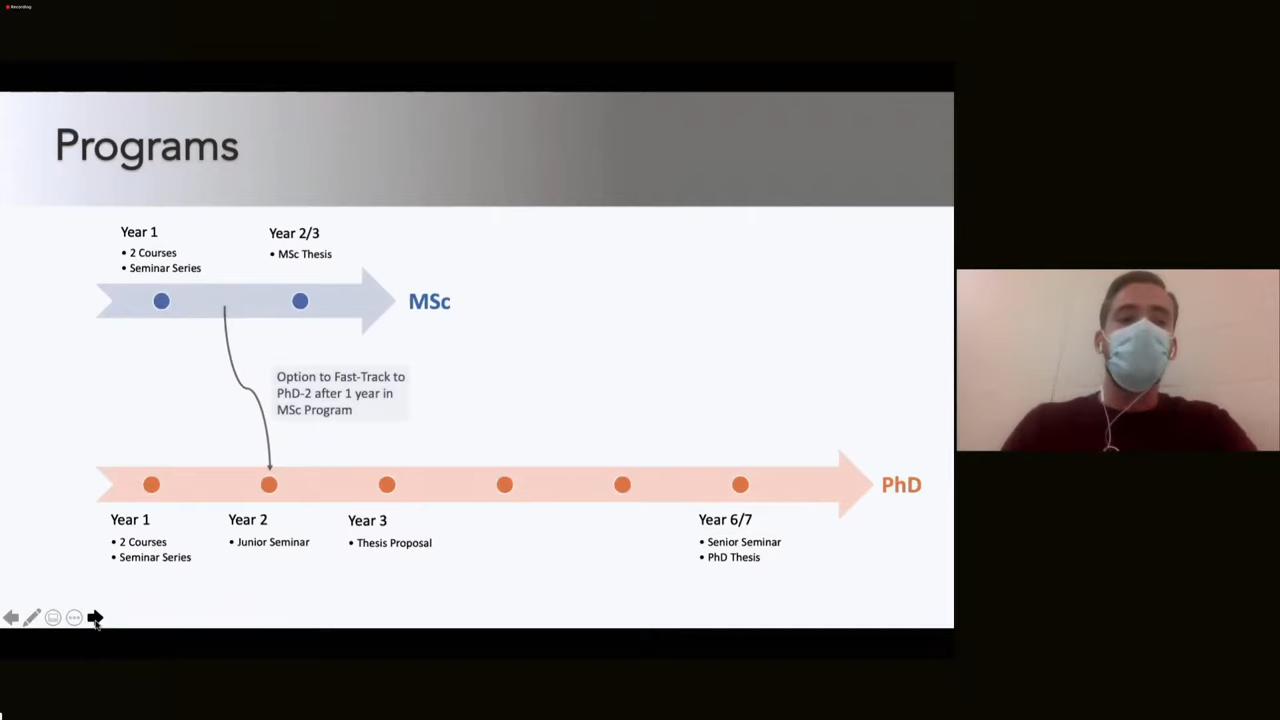 Recording
Programs
Year 1
• 2 Courses
• Seminar Series
Year 2/3
• MSc Thesis
MSc
Option to Fast-Track to
PhD-2 after 1 year in
MSc Program
PhD
Year 1
• 2 Courses
• Seminar Series
Year 2
• Junior Seminar
Year 3
• Thesis Proposal
Year 6/7
• Senior Seminar
• PhD Thesis